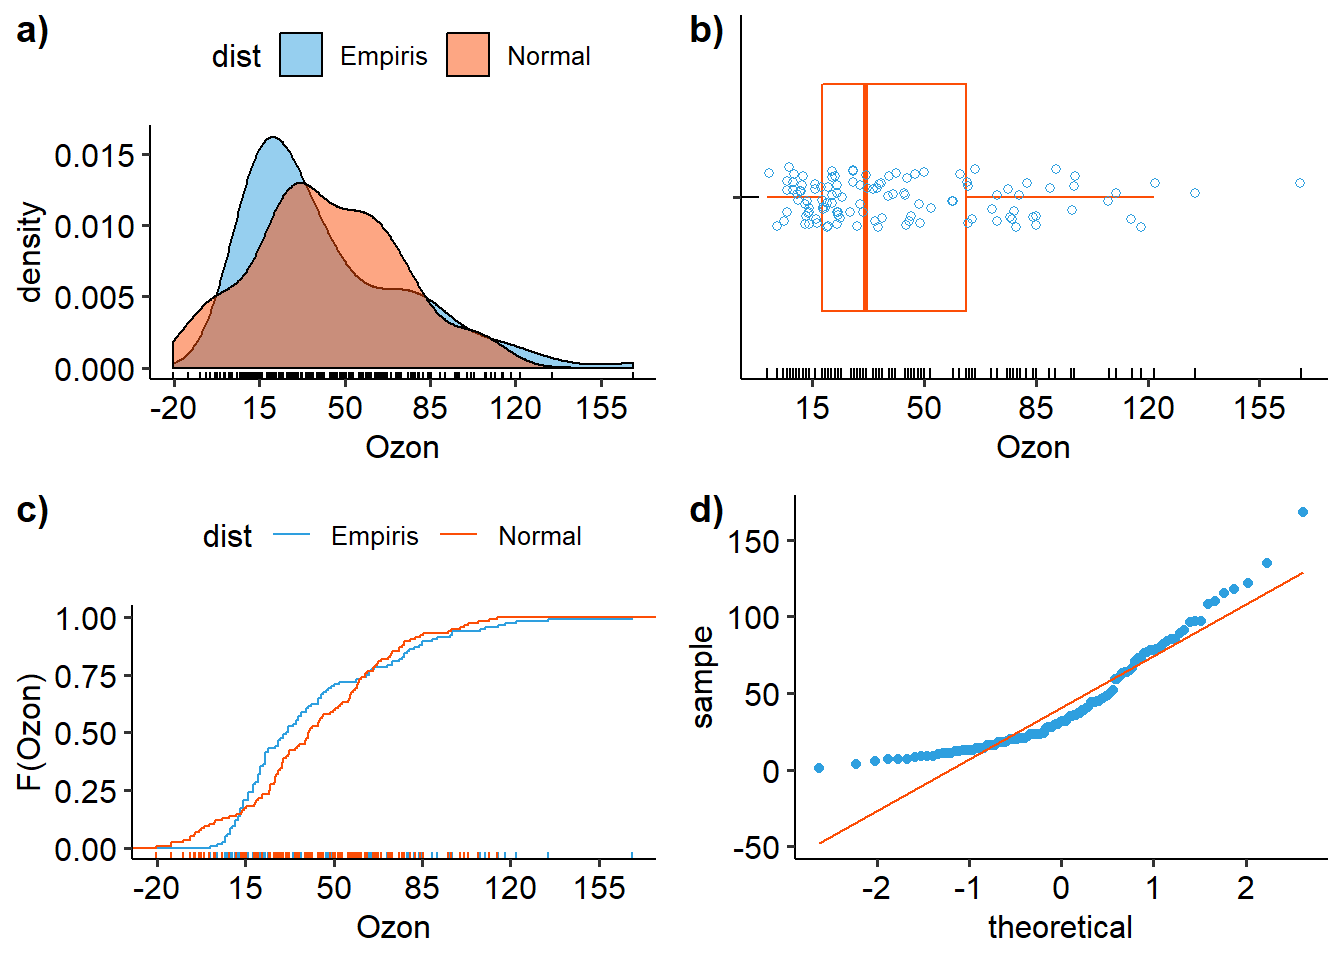 a)
dist Empiris Normal
0.015
0.010
0.005
0.000
density
-20 15 50 85 120 155
Ozon
b)
15 50 85 120 155
Ozon
c)
dist Empiris Normal
1.00
0.75
0.50
0.25
0.00
F(Ozon)
-20 15 50 85 120 155
Ozon
d)
150
100
50
0
-50
sample
-2 -1 0 1 2
theoretical